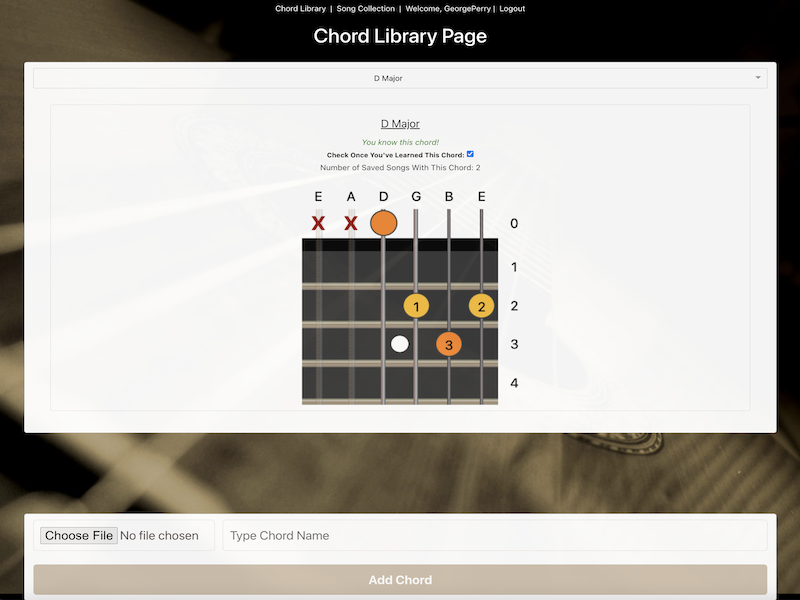 Chord Library | Song Collection | Welcome, GeorgePerry | Logout
Chord Library Page
D Major
D Major
You know this chord!
Check Once You've Learned This Chord:
Number of Saved Songs With This Chord: 2
E A D G B E
X X 0
1
1 2 2
3 3
4
Choose File No file chosen Type Chord Name
Add Chord